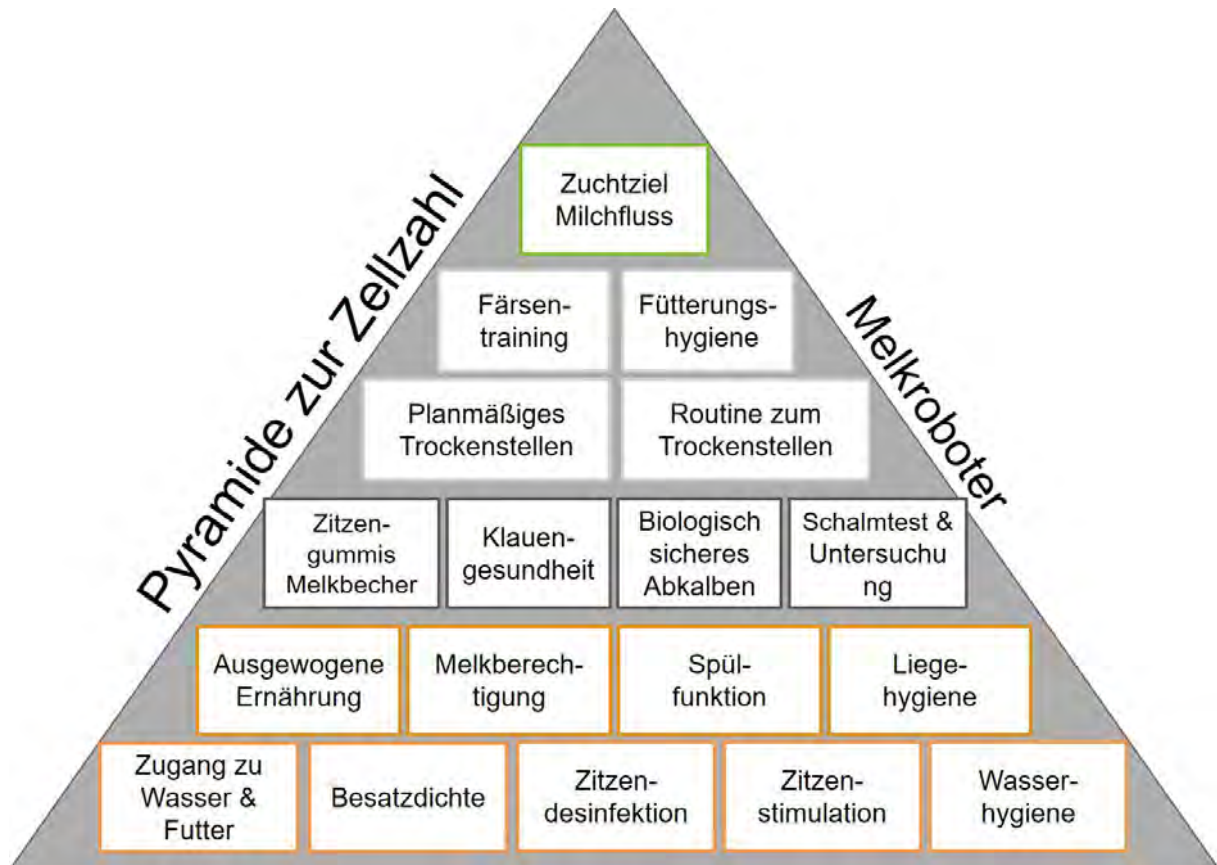 Pyramide zur Zellzahl
Melkroboter
Zuchtziel
Milchfluss
Färsen-
training
Fütterungs-
hygiene
Planmäßiges
Trockenstellen
Routine zum
Trockenstellen
Zitzen-
gummis
Melkbecher
Klauen-
gesundheit
Biologisch
sicheres
Abkalben
Schalmtest &
Untersuchu
ng
Ausgewogene
Ernährung
Melkberech-
tigung
Spül-
funktion
Liege-
hygiene
Zugang zu
Wasser &
Futter
Besatzdichte
Zitzen-
desinfektion
Zitzen-
stimulation
Wasser-
hygiene